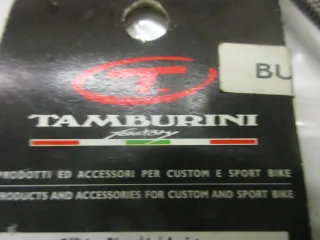 T
BU
TAMBURINI
factory
PRODOTTI ED ACCESSORI PER CUSTOM E SPORT BIKE
PRODUCTS AND ACCESSORIES FOR CUSTOM AND SPORT BIKE